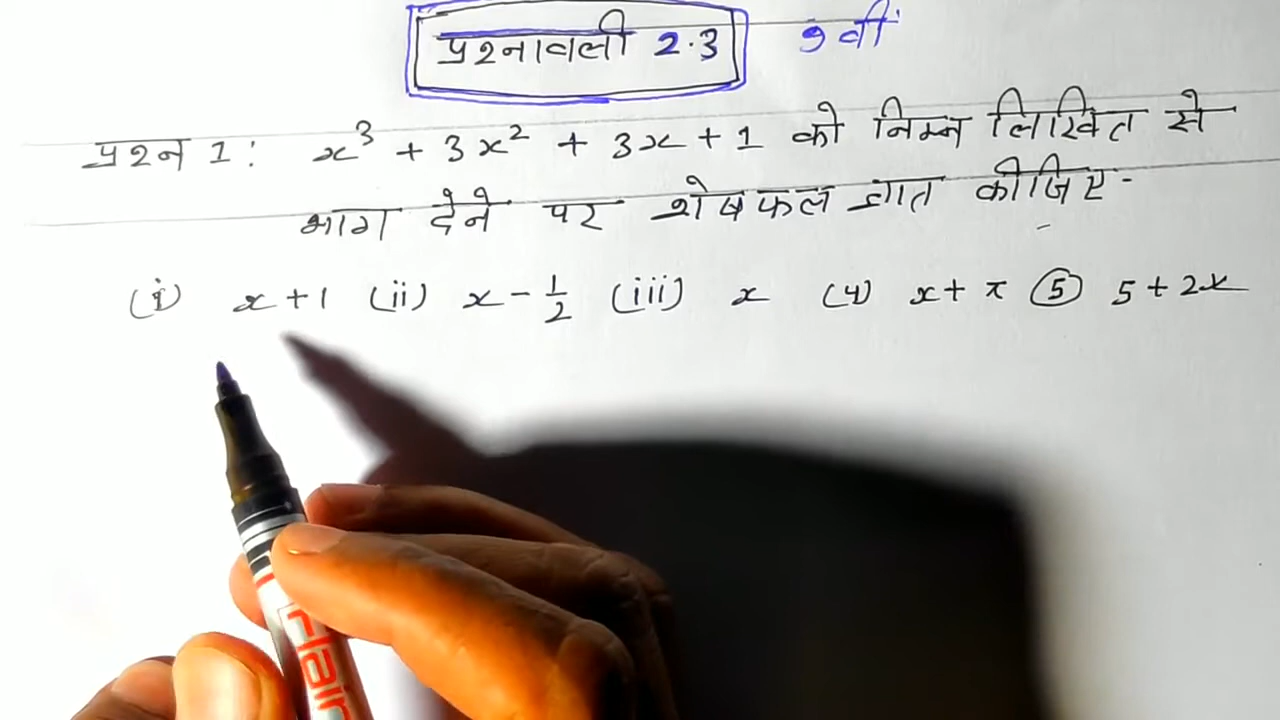 प्रश्नावली 2.3 9वीं
प्रश्न 1: x³ + 3x² + 3x + 1 को निम्न लिखित से
भाग देने पर शेषफल ज्ञात कीजिए-
(i) x + 1 (ii) x - 1/2 (iii) x (4) x + π ⑤ 5 + 2x